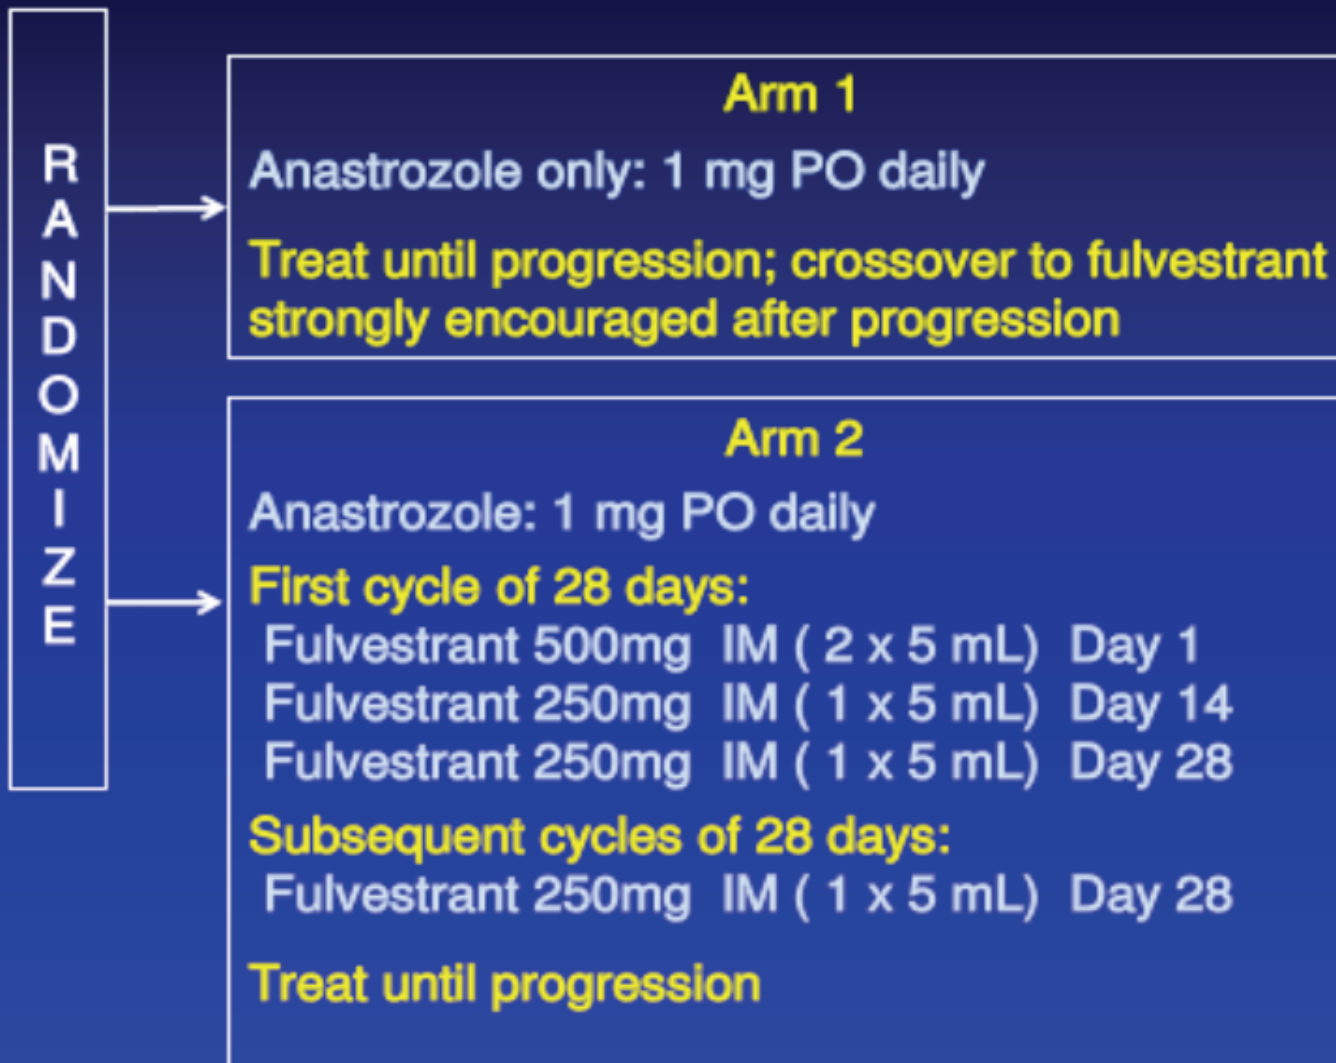 RANDOMIZE
Arm 1
Anastrozole only: 1 mg PO daily
Treat until progression; crossover to fulvestrant
strongly encouraged after progression
Arm 2
Anastrozole: 1 mg PO daily
First cycle of 28 days:
Fulvestrant 500mg IM ( 2 x 5 mL) Day 1
Fulvestrant 250mg IM ( 1 x 5 mL) Day 14
Fulvestrant 250mg IM ( 1 x 5 mL) Day 28
Subsequent cycles of 28 days:
Fulvestrant 250mg IM ( 1 x 5 mL) Day 28
Treat until progression